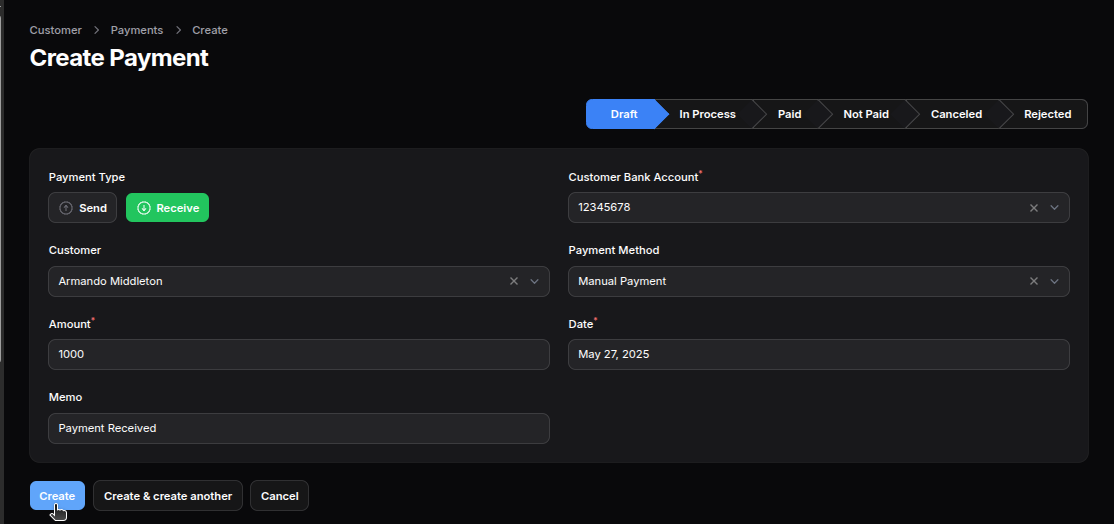 Customer > Payments > Create
Create Payment
Draft In Process Paid Not Paid Canceled Rejected
Payment Type
Send Receive
Customer Bank Account*
12345678
Customer
Armando Middleton
Payment Method
Manual Payment
Amount*
1000
Date*
May 27, 2025
Memo
Payment Received
Create Create & create another Cancel